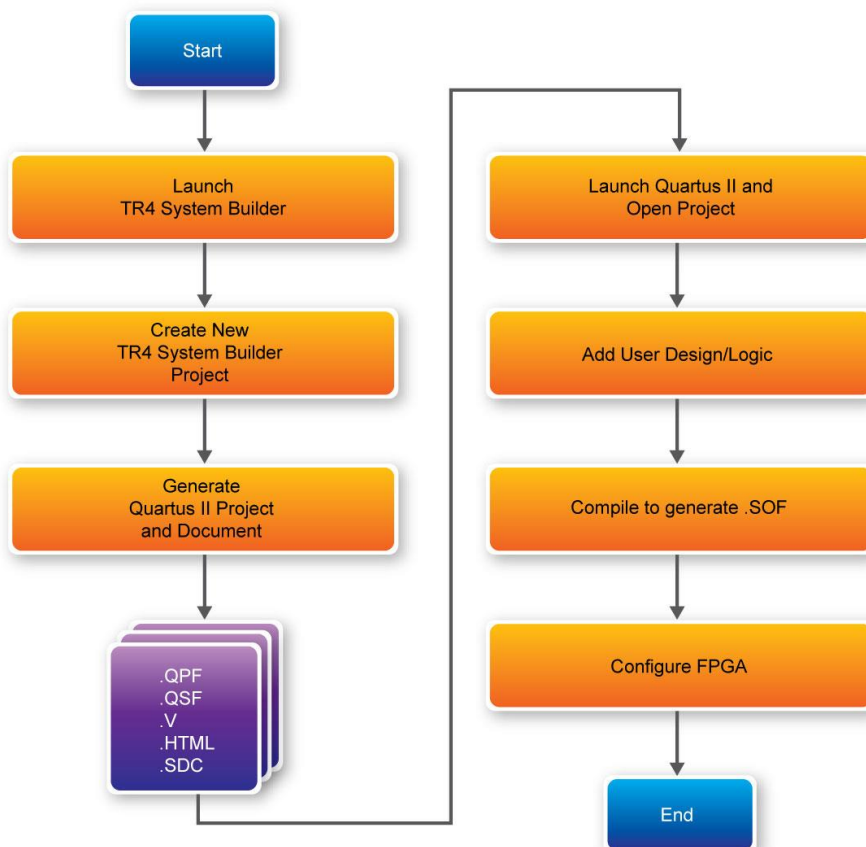 Start
Launch
TR4 System Builder
Create New
TR4 System Builder
Project
Generate
Quartus II Project
and Document
.QPF
.QSF
.V
.HTML
.SDC
Launch Quartus II and
Open Project
Add User Design/Logic
Compile to generate .SOF
Configure FPGA
End